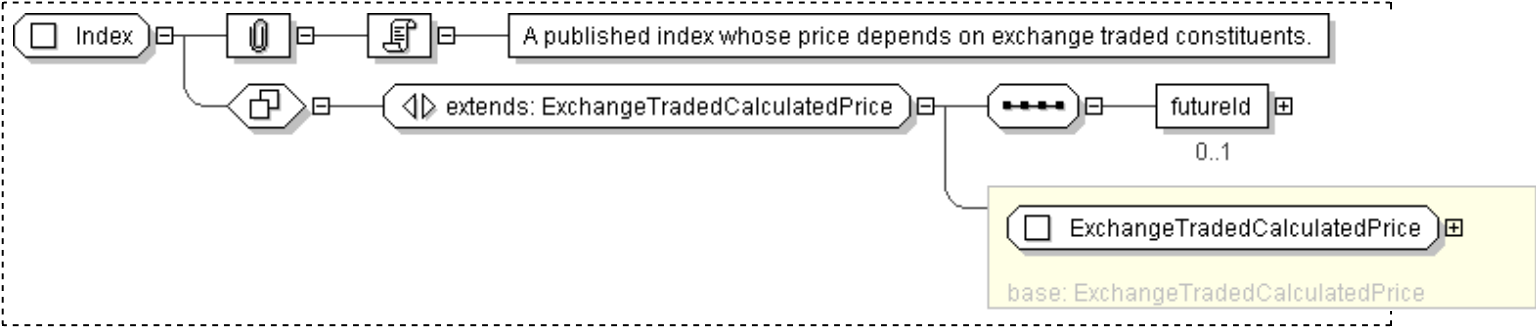 Index
A published index whose price depends on exchange traded constituents.
extends: ExchangeTradedCalculatedPrice
futureId
0..1
ExchangeTradedCalculatedPrice
base: ExchangeTradedCalculatedPrice